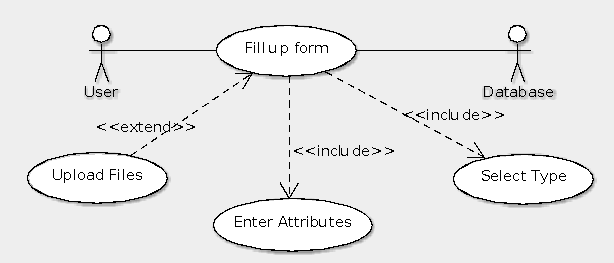 Fill up form
User
Database
<<include>>
<<extend>>
<<include>>
Upload Files
Select Type
Enter Attributes